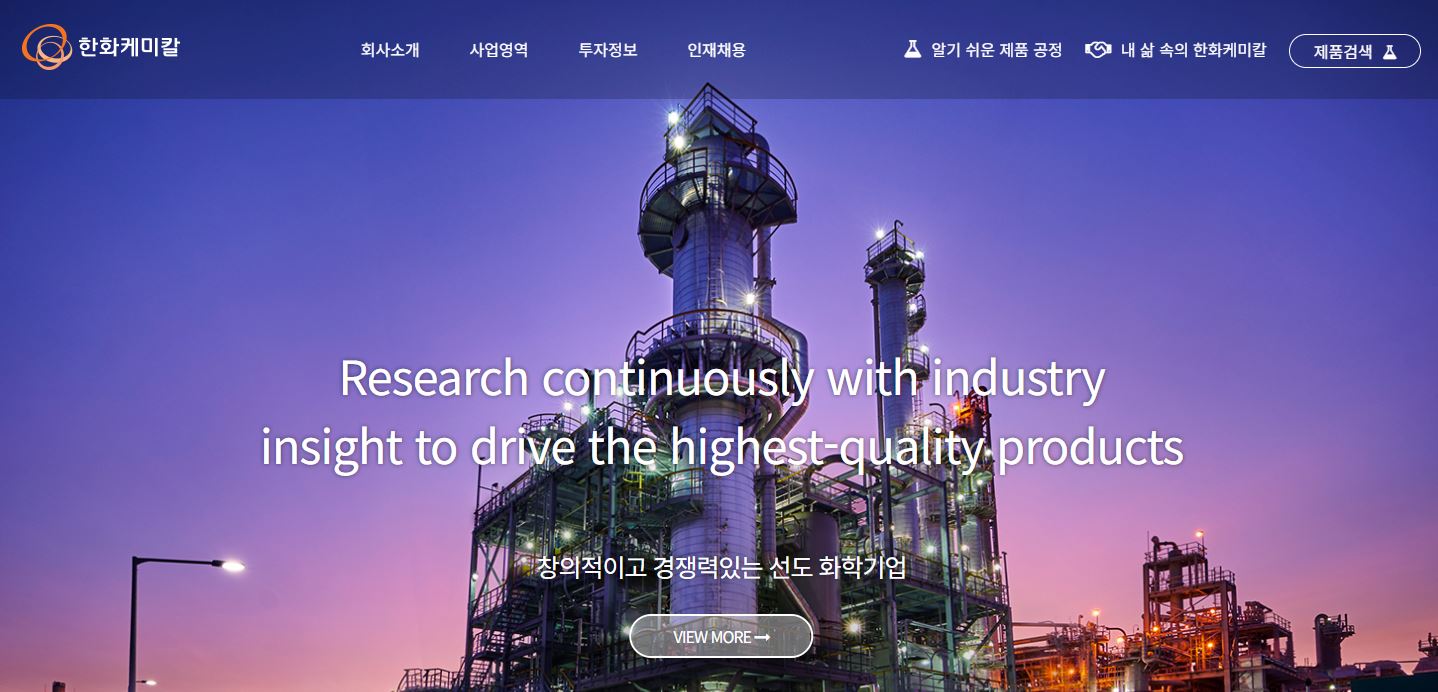 한화케미칼
회사소개 사업영역 투자정보 인재채용 알기 쉬운 제품 공정 내 삶 속의 한화케미칼 제품검색
Research continuously with industry
insight to drive the highest-quality products
창의적이고 경쟁력있는 선도 화학기업
VIEW MORE